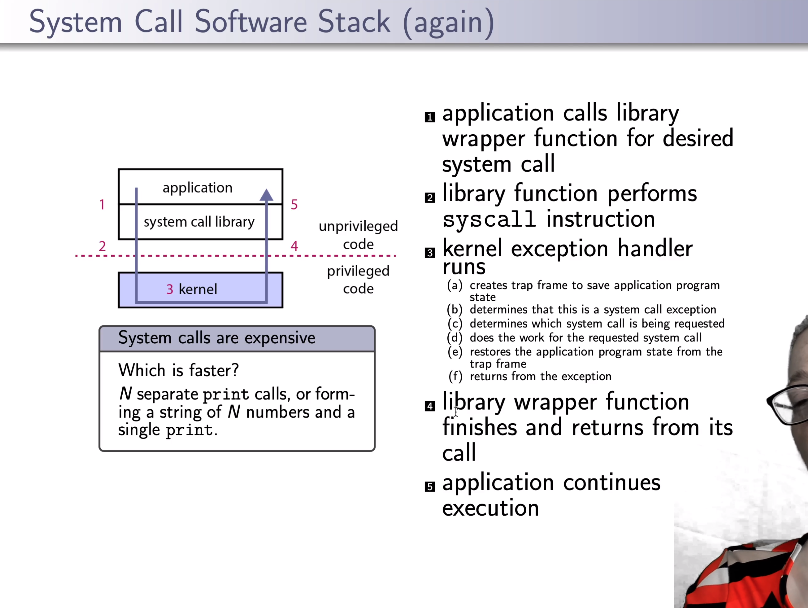 System Call Software Stack (again)
application
system call library
1
5
2
4
unprivileged
code
privileged
code
3 kernel
System calls are expensive
Which is faster?
N separate print calls, or form-
ing a string of N numbers and a
single print.
1 application calls library
wrapper function for desired
system call
2 library function performs
syscall instruction
3 kernel exception handler
runs
(a) creates trap frame to save application program
state
(b) determines that this is a system call exception
(c) determines which system call is being requested
(d) does the work for the requested system call
(e) restores the application program state from the
trap frame
(f) returns from the exception
4 library wrapper function
finishes and returns from its
call
5 application continues
execution